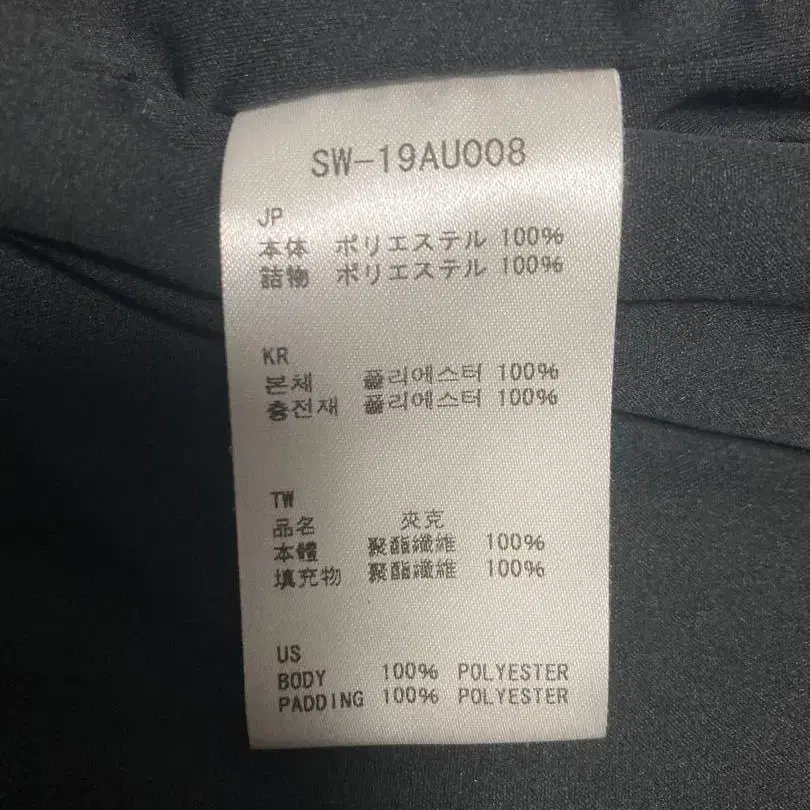 SW-19AU008
JP
本体 ポリエステル 100%
詰物 ポリエステル 100%
KR
본체 폴리에스터 100%
충전재 폴리에스터 100%
TW
品名 夾克
本體 聚酯纖維 100%
填充物 聚酯纖維 100%
US
BODY 100% POLYESTER
PADDING 100% POLYESTER